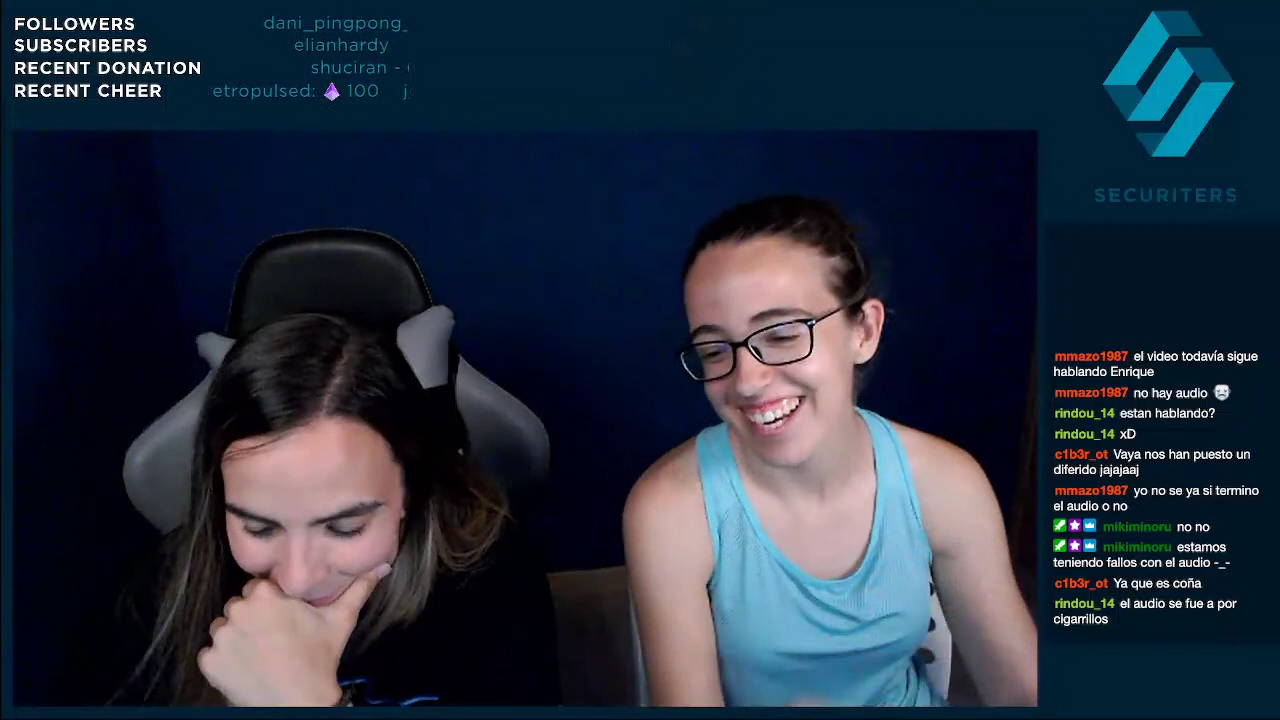 FOLLOWERS dani_pingpong_
SUBSCRIBERS elianhardy
RECENT DONATION shuciran -
RECENT CHEER etropulsed: 100 j
SECURITERS
mmazo1987 el video todavía sigue
hablando Enrique
mmazo1987 no hay audio
rindou_14 estan hablando?
rindou_14 xD
c1b3r_ot Vaya nos han puesto un
diferido jajajaaj
mmazo1987 yo no se ya si termino
el audio o no
mikiminoru no no
mikiminoru estamos
teniendo fallos con el audio -_-
c1b3r_ot Ya que es coña
rindou_14 el audio se fue a por
cigarrillos